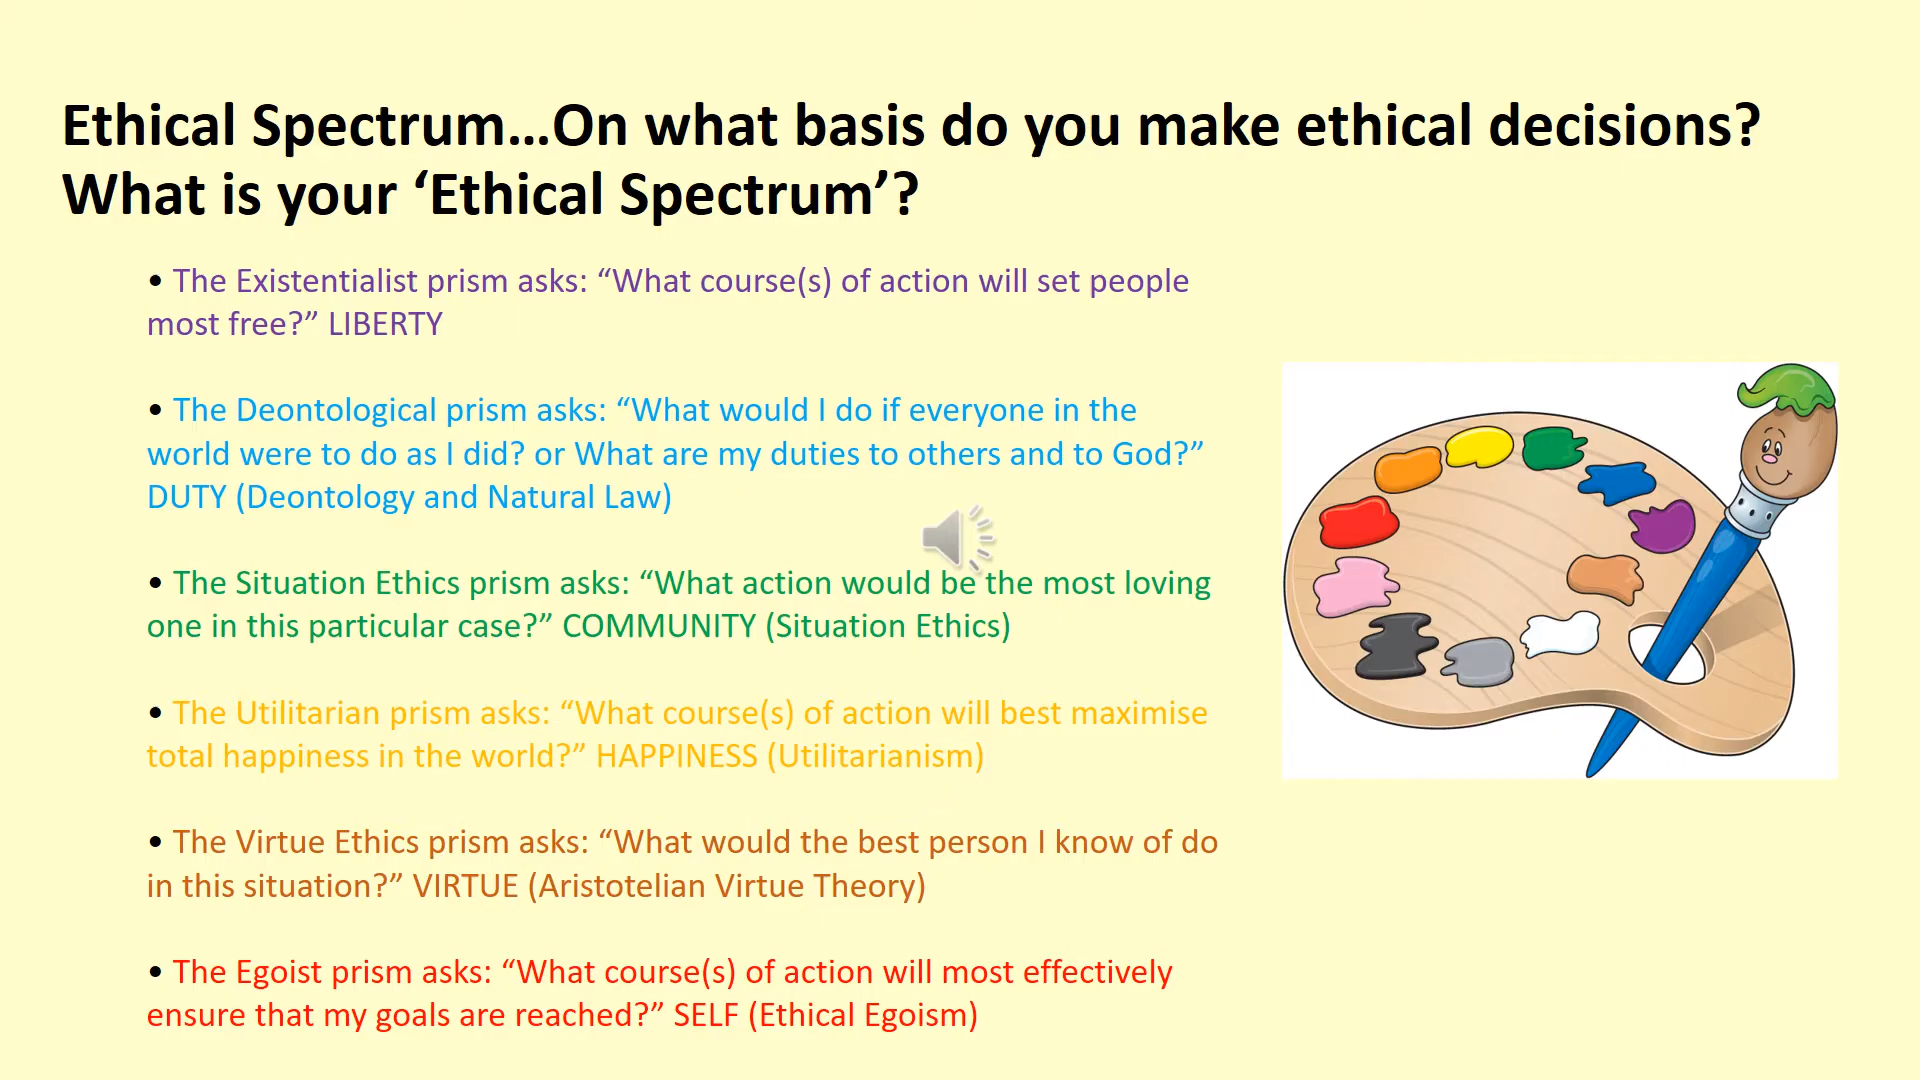 Ethical Spectrum...On what basis do you make ethical decisions?
What is your ‘Ethical Spectrum’?
• The Existentialist prism asks: “What course(s) of action will set people
most free?” LIBERTY
• The Deontological prism asks: “What would I do if everyone in the
world were to do as I did? or What are my duties to others and to God?”
DUTY (Deontology and Natural Law)
• The Situation Ethics prism asks: “What action would be the most loving
one in this particular case?” COMMUNITY (Situation Ethics)
• The Utilitarian prism asks: “What course(s) of action will best maximise
total happiness in the world?” HAPPINESS (Utilitarianism)
• The Virtue Ethics prism asks: “What would the best person I know of do
in this situation?” VIRTUE (Aristotelian Virtue Theory)
• The Egoist prism asks: “What course(s) of action will most effectively
ensure that my goals are reached?” SELF (Ethical Egoism)